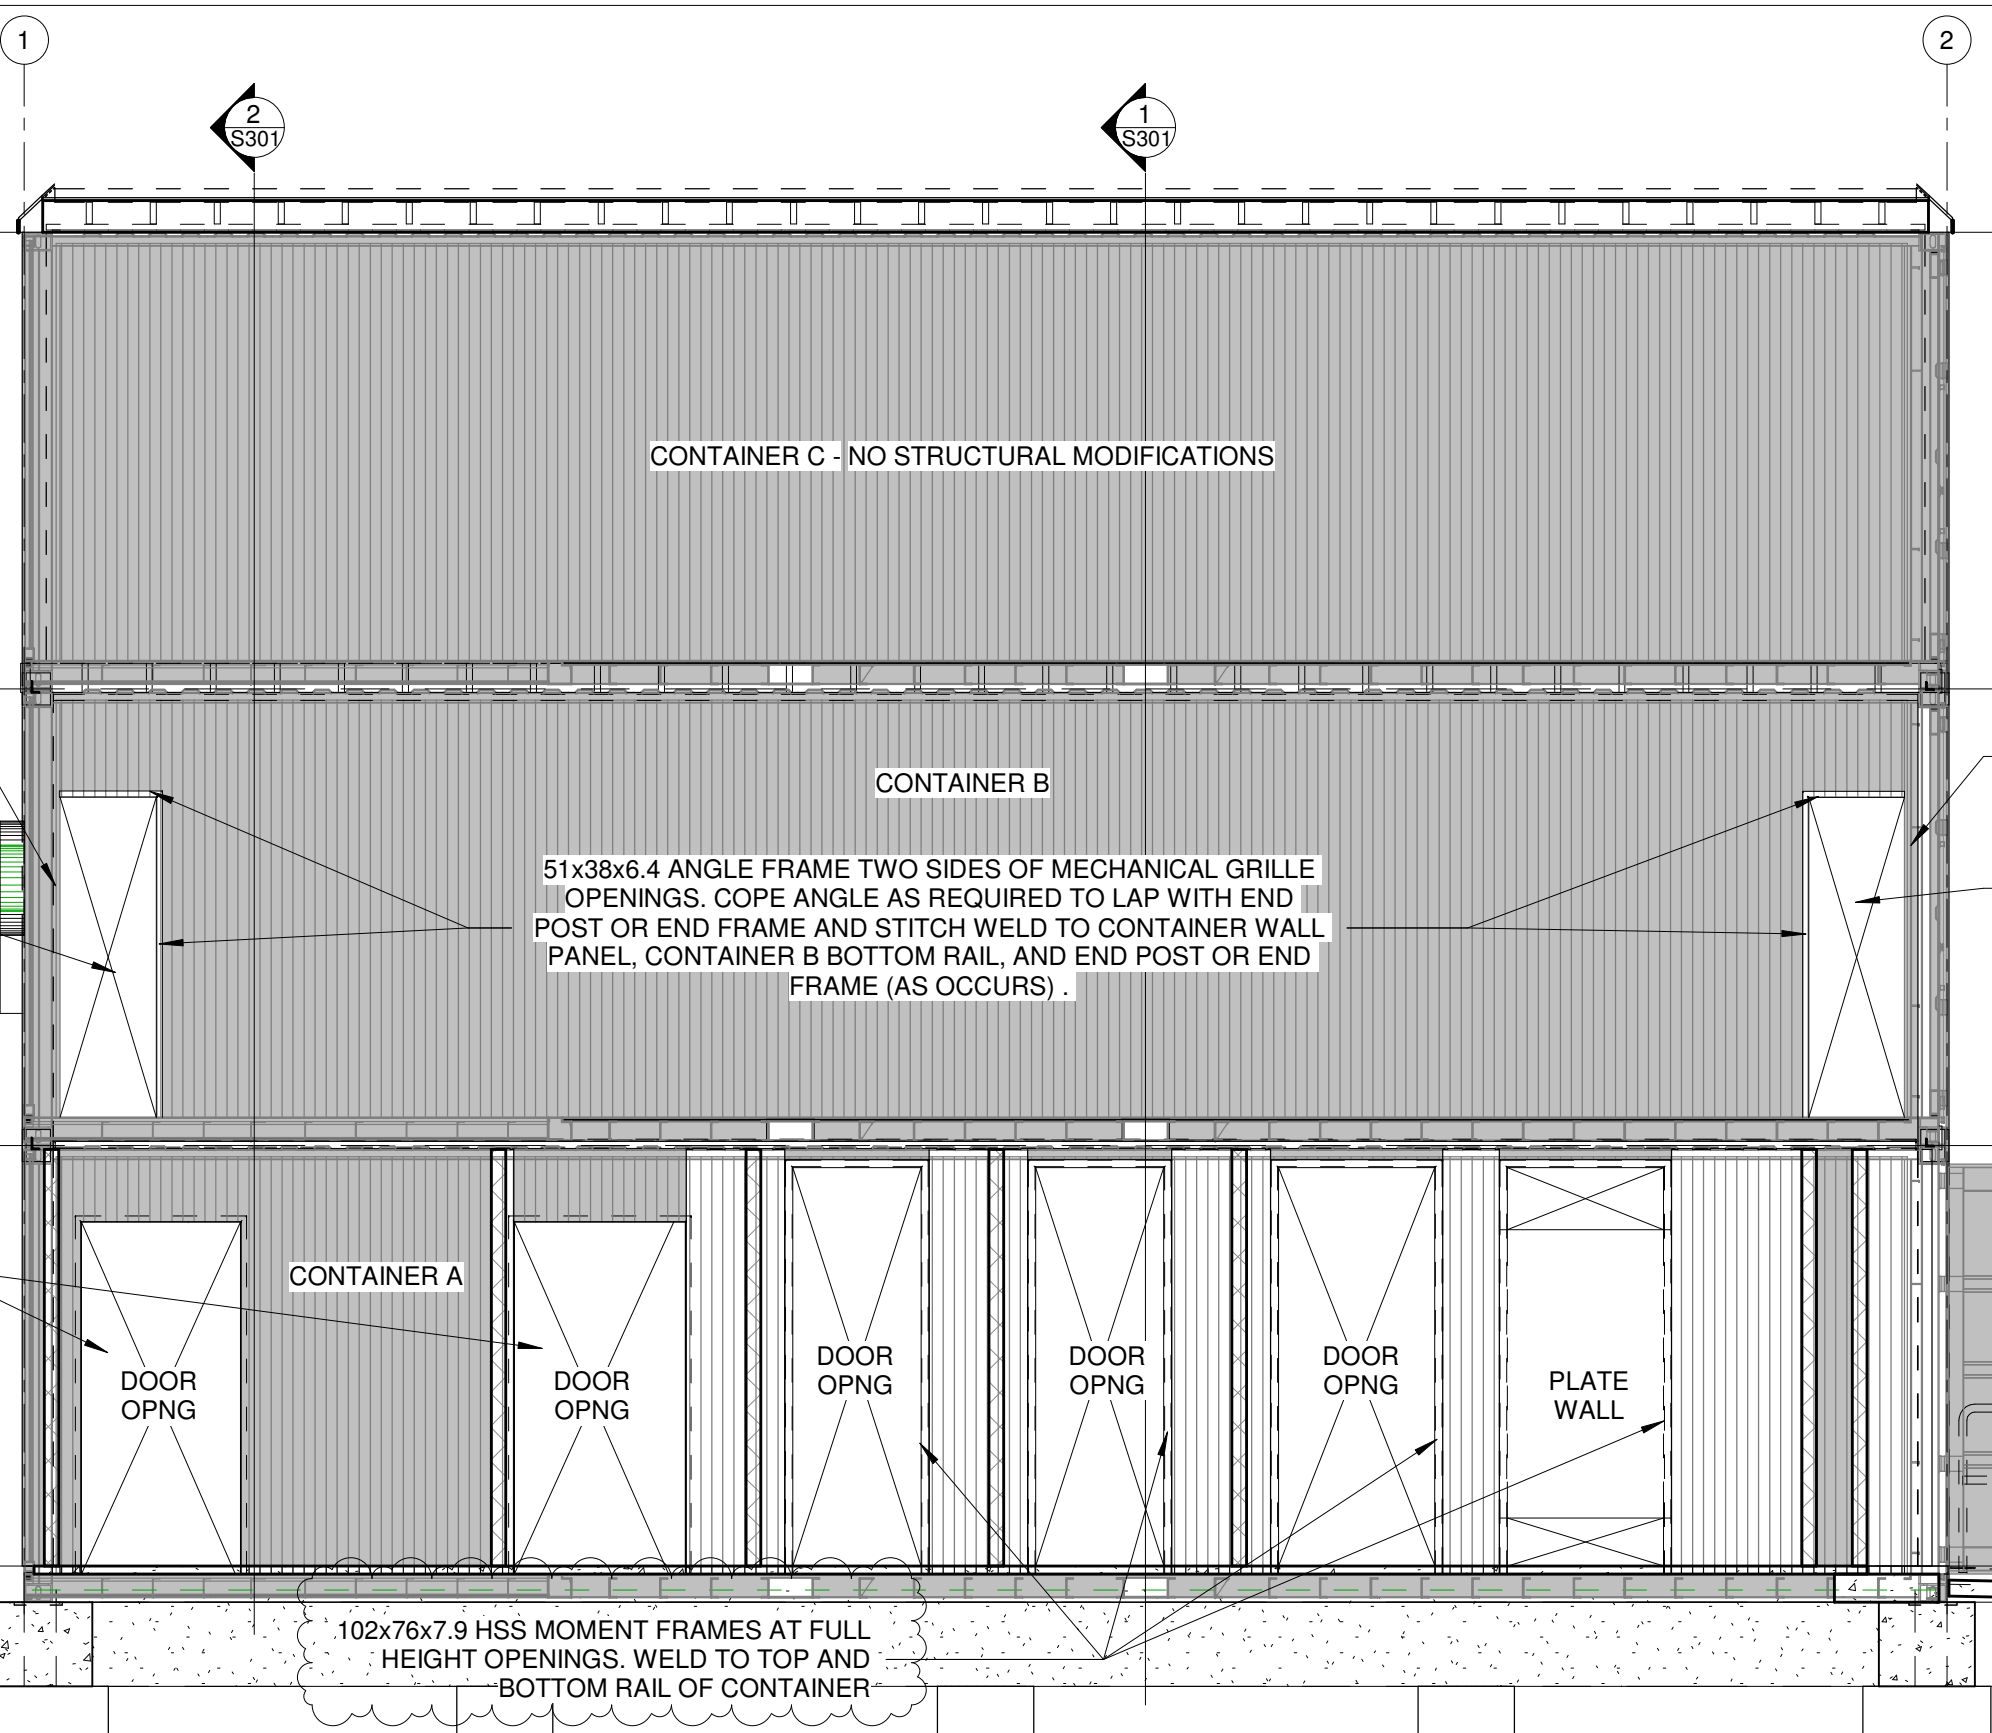 1
2
2
S301
1
S301
CONTAINER C - NO STRUCTURAL MODIFICATIONS
CONTAINER B
51x38x6.4 ANGLE FRAME TWO SIDES OF MECHANICAL GRILLE
OPENINGS. COPE ANGLE AS REQUIRED TO LAP WITH END
POST OR END FRAME AND STITCH WELD TO CONTAINER WALL
PANEL, CONTAINER B BOTTOM RAIL, AND END POST OR END
FRAME (AS OCCURS) .
CONTAINER A
DOOR
OPNG
DOOR
OPNG
DOOR
OPNG
DOOR
OPNG
DOOR
OPNG
PLATE
WALL
102x76x7.9 HSS MOMENT FRAMES AT FULL
HEIGHT OPENINGS. WELD TO TOP AND
BOTTOM RAIL OF CONTAINER